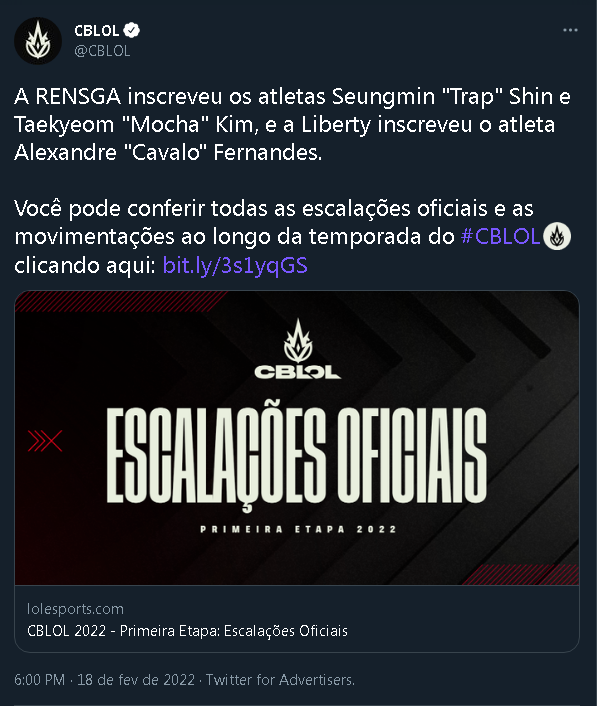 CBLOL
@CBLOL
A RENSGA inscreveu os atletas Seungmin "Trap" Shin e
Taekyeom "Mocha" Kim, e a Liberty inscreveu o atleta
Alexandre "Cavalo" Fernandes.
Você pode conferir todas as escalações oficiais e as
movimentações ao longo da temporada do #CBLOL
clicando aqui: bit.ly/3s1yqGS
CBLOL
ESCALAÇÕES OFICIAIS
PRIMEIRA ETAPA 2022
lolesports.com
CBLOL 2022 - Primeira Etapa: Escalações Oficiais
6:00 PM · 18 de fev de 2022 · Twitter for Advertisers.